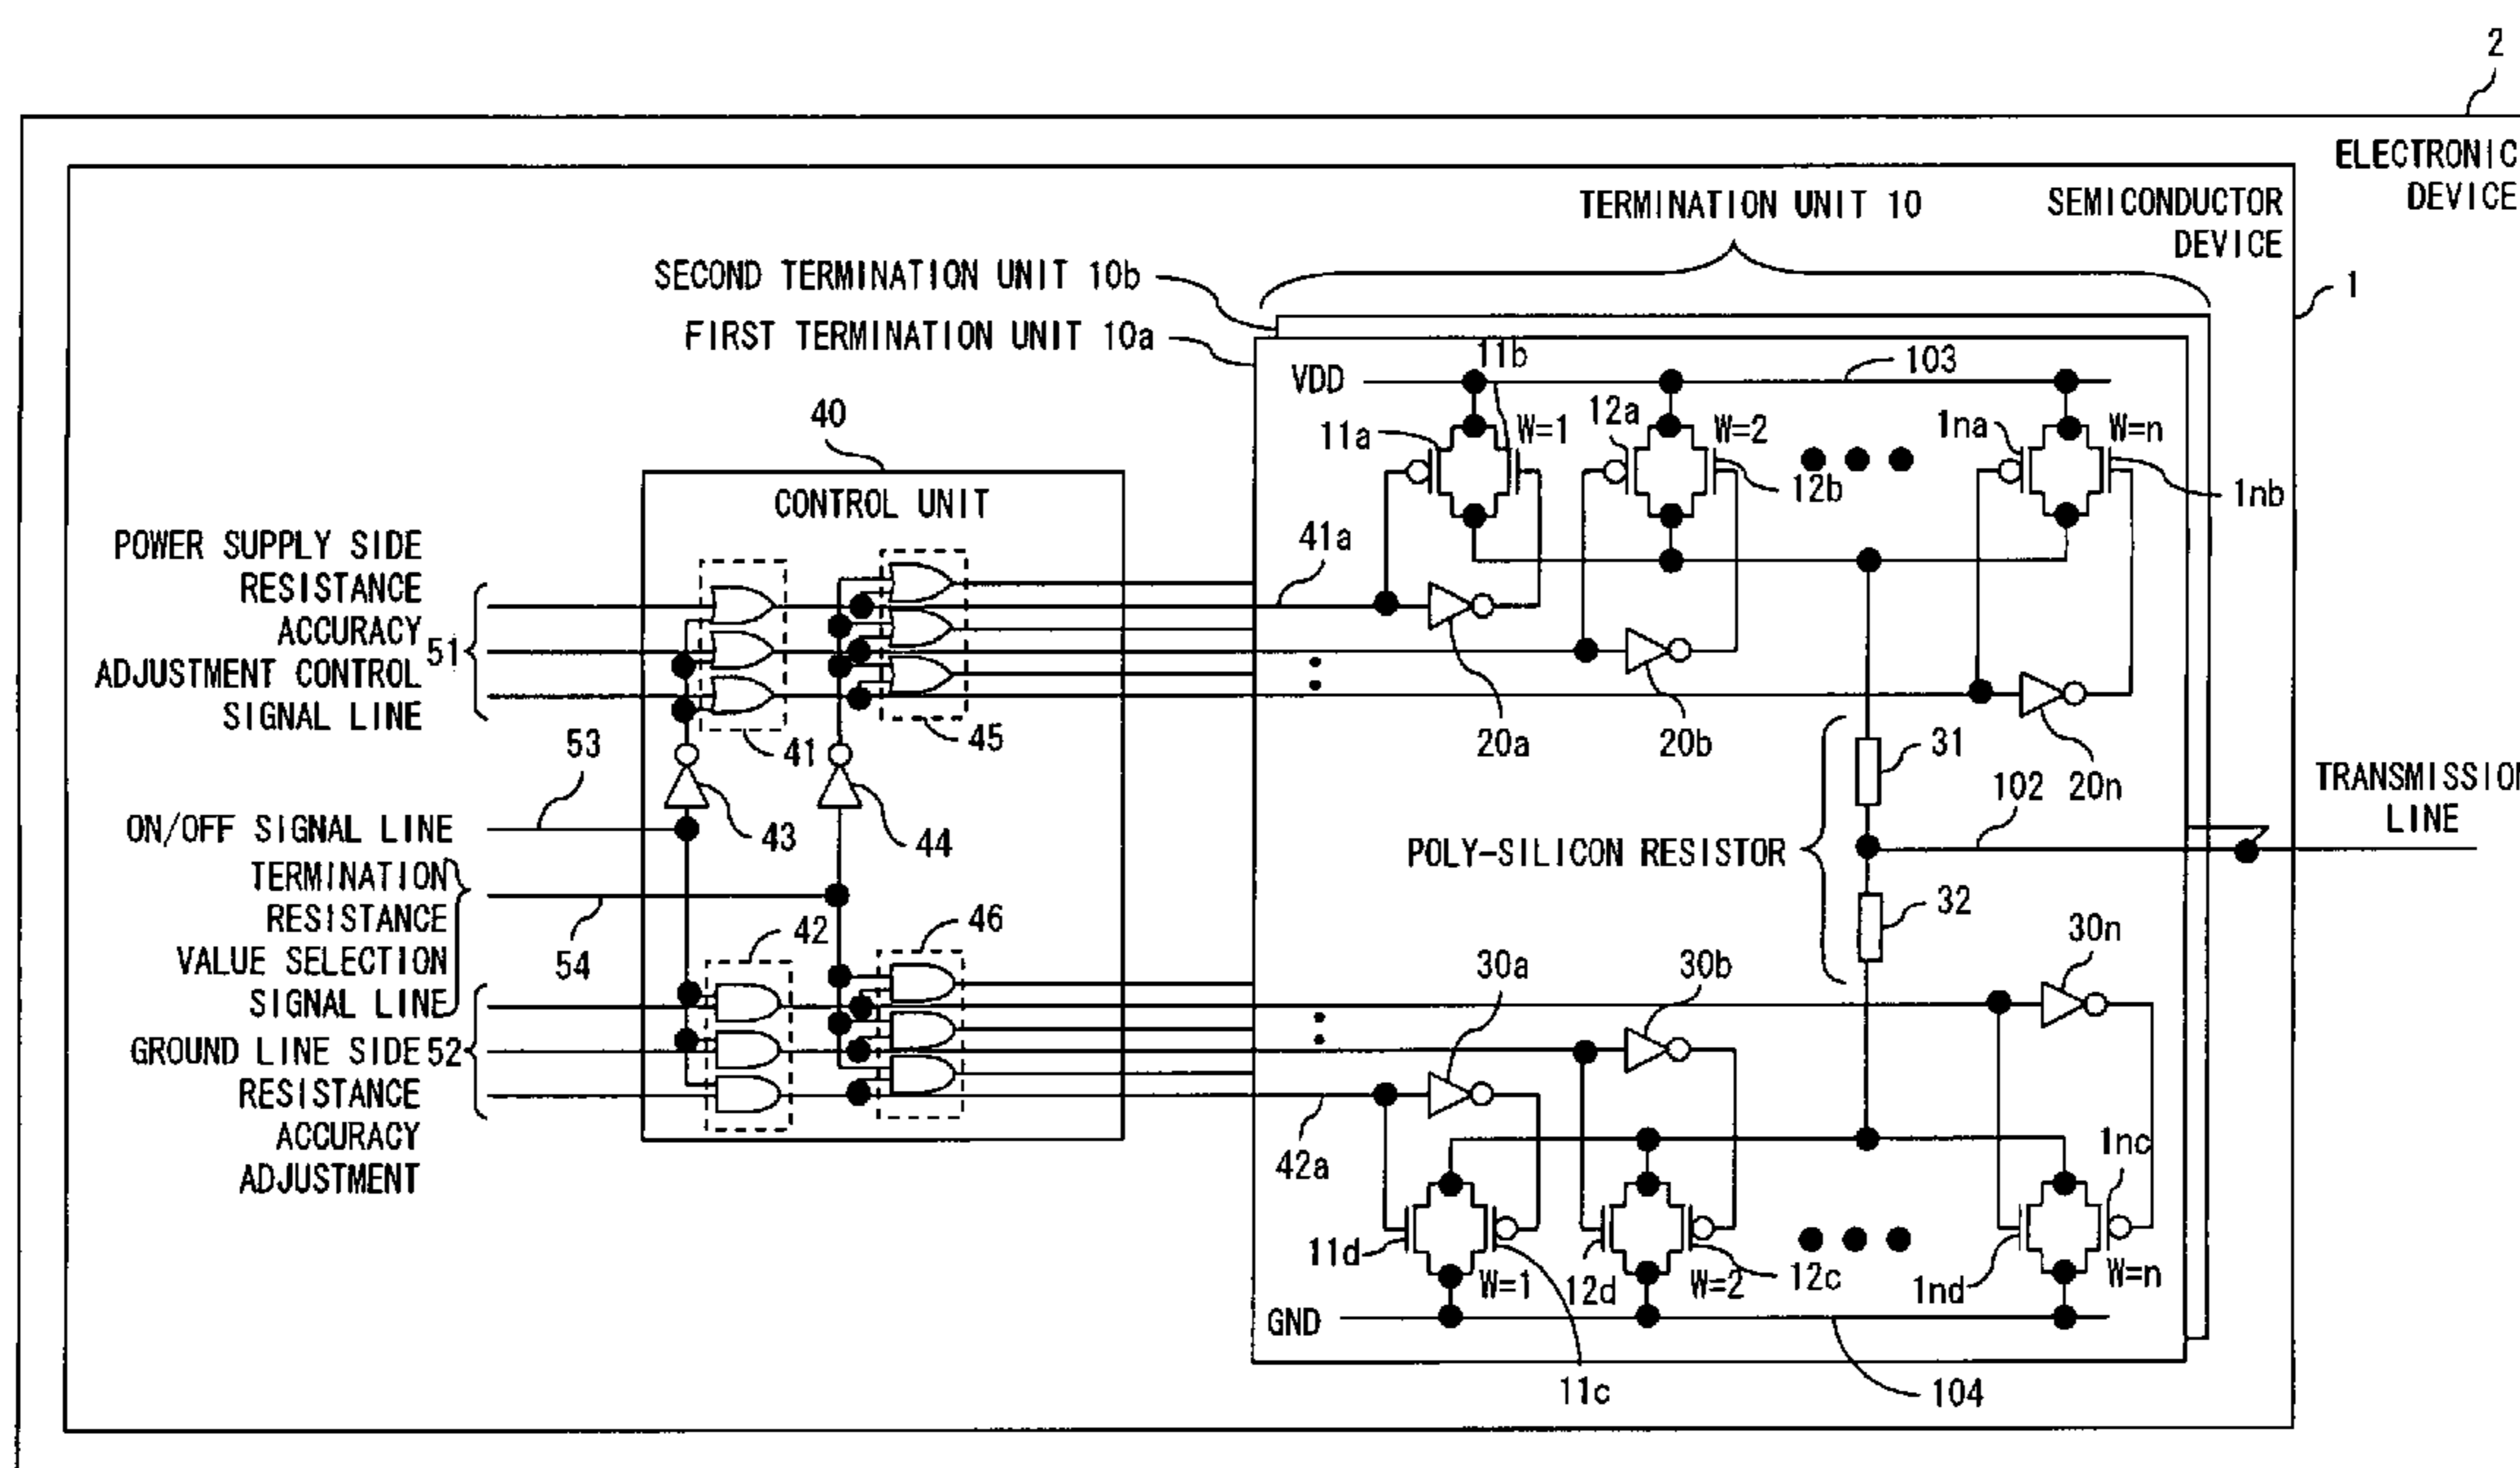 2
ELECTRONIC
DEVICE
SEMICONDUCTOR
DEVICE
1
TERMINATION UNIT 10
SECOND TERMINATION UNIT 10b
FIRST TERMINATION UNIT 10a
VDD
11b
103
11a
W=1
12a
W=2
12b
1na
W=n
1nb
40
CONTROL UNIT
POWER SUPPLY SIDE
RESISTANCE
ACCURACY
ADJUSTMENT CONTROL
SIGNAL LINE
51
41a
41
45
20a
20b
20n
53
ON/OFF SIGNAL LINE
43
44
31
102
TRANSMISSION
LINE
POLY-SILICON RESISTOR
32
TERMINATION
RESISTANCE
VALUE SELECTION
SIGNAL LINE
54
42
46
30a
30b
30n
GROUND LINE SIDE
RESISTANCE
ACCURACY
ADJUSTMENT
52
42a
11d
W=1
11c
12d
W=2
12c
1nd
1nc
W=n
GND
104